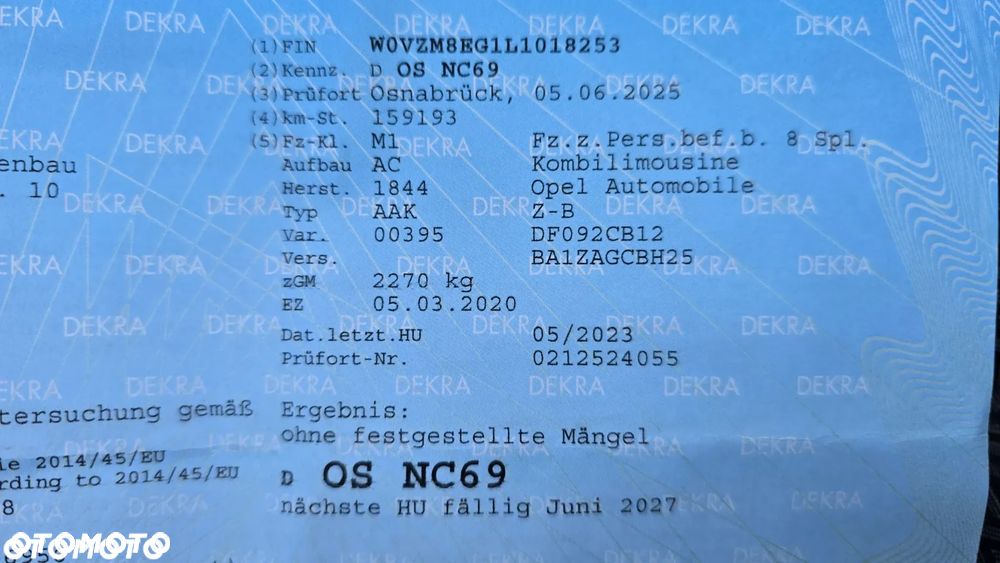 (1) FIN W0VZM8EG1L1018253
(2) Kennz. D OS NC69
(3) Prüfort Osnabrück, 05.06.2025
(4) km-St. 159193
(5) Fz-Kl. M1 Fz.z.Pers.bef.b. 8 Spl.
enbau Aufbau AC Kombilimousine
. 10 Herst. 1844 Opel Automobile
Typ AAK Z-B
Var. 00395 DF092CB12
Vers. BA1ZAGCBH25
zGM 2270 kg
EZ 05.03.2020
Dat.letzt.HU 05/2023
Prüfort-Nr. 0212524055
tersuchung gemäß Ergebnis:
ohne festgestellte Mängel
ie 2014/45/EU
rding to 2014/45/EU D OS NC69
8 nächste HU fällig Juni 2027
OTOMOTO
DEKRA